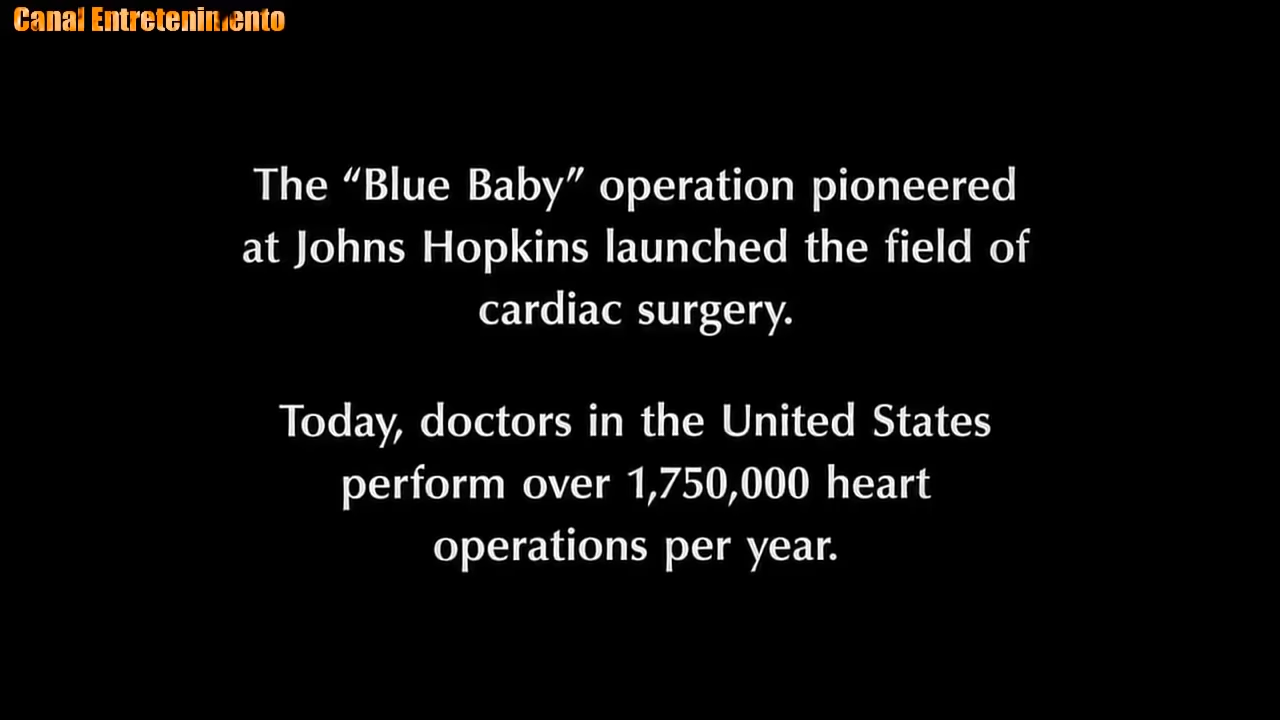 Canal Entretenimento
The “Blue Baby” operation pioneered
at Johns Hopkins launched the field of
cardiac surgery.
Today, doctors in the United States
perform over 1,750,000 heart
operations per year.